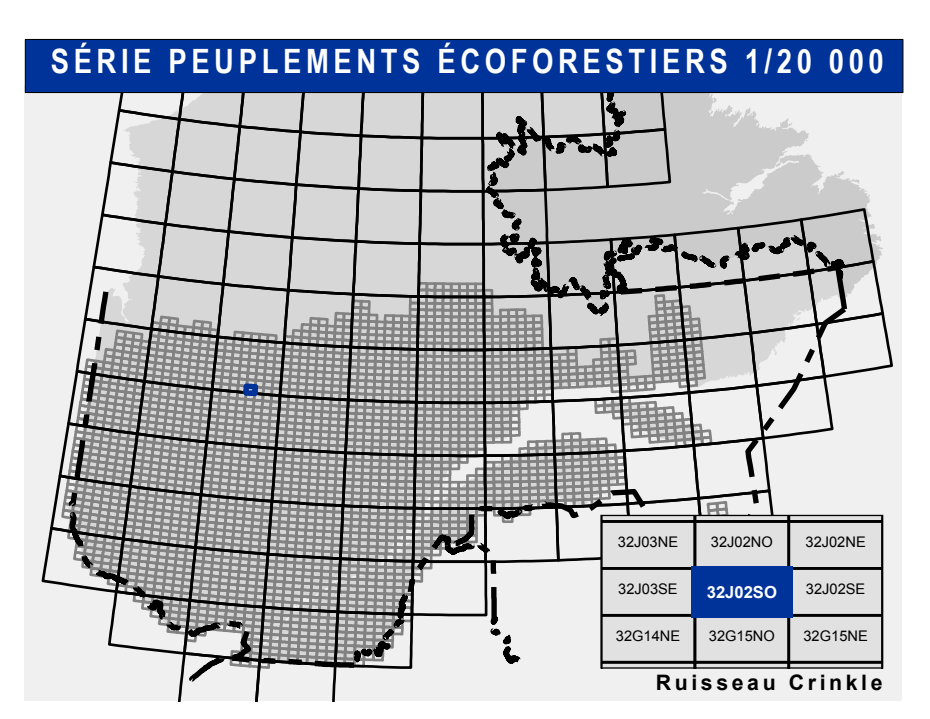 SÉRIE PEUPLEMENTS ÉCOFORESTIERS 1/20 000
32J03NE 32J02NO 32J02NE
32J03SE 32J02SO 32J02SE
32G14NE 32G15NO 32G15NE
Ruisseau Crinkle